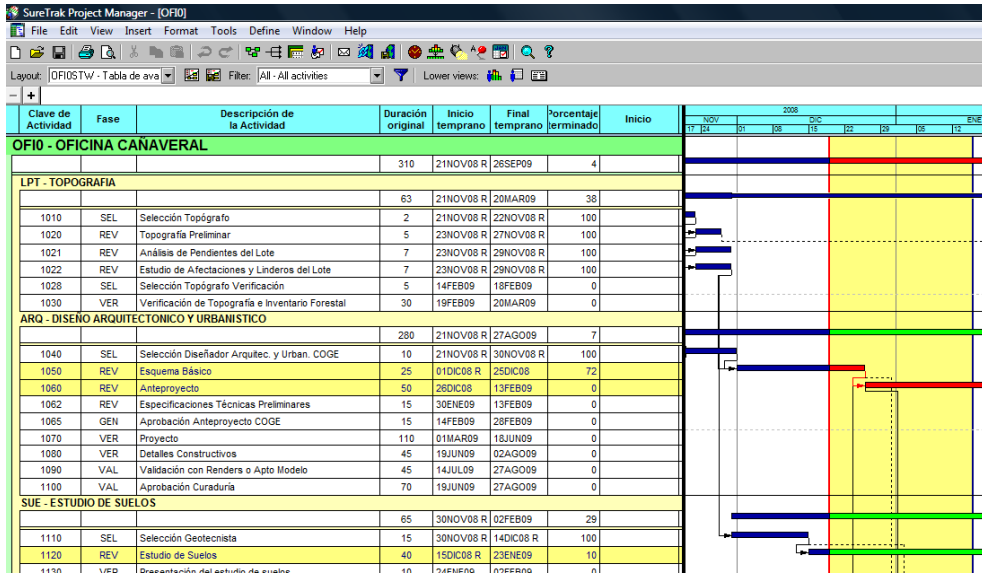 SureTrak Project Manager - [OFI0]
File Edit View Insert Format Tools Define Window Help
Layout: OFI0STW - Tabla de ava Filter: All - All activities Lower views:
Clave de Actividad Fase Descripción de la Actividad Duración original Inicio temprano Final temprano Porcentaje terminado Inicio
2008
NOV DIC ENE
17 24 01 08 15 22 29 05 12
OFI0 - OFICINA CAÑAVERAL
310 21NOV08 R 26SEP09 4
LPT - TOPOGRAFIA
63 21NOV08 R 20MAR09 38
1010 SEL Selección Topógrafo 2 21NOV08 R 22NOV08 R 100
1020 REV Topografía Preliminar 5 23NOV08 R 27NOV08 R 100
1021 REV Análisis de Pendientes del Lote 7 23NOV08 R 29NOV08 R 100
1022 REV Estudio de Afectaciones y Linderos del Lote 7 23NOV08 R 29NOV08 R 100
1028 SEL Selección Topógrafo Verificación 5 14FEB09 18FEB09 0
1030 VER Verificación de Topografía e Inventario Forestal 30 19FEB09 20MAR09 0
ARQ - DISEÑO ARQUITECTONICO Y URBANISTICO
280 21NOV08 R 27AGO09 7
1040 SEL Selección Diseñador Arquitec. y Urban. COGE 10 21NOV08 R 30NOV08 R 100
1050 REV Esquema Básico 25 01DIC08 R 25DIC08 72
1060 REV Anteproyecto 50 26DIC08 13FEB09 0
1062 REV Especificaciones Técnicas Preliminares 15 30ENE09 13FEB09 0
1065 GEN Aprobación Anteproyecto COGE 15 14FEB09 28FEB09 0
1070 VER Proyecto 110 01MAR09 18JUN09 0
1080 VER Detalles Constructivos 45 19JUN09 02AGO09 0
1090 VAL Validación con Renders o Apto Modelo 45 14JUL09 27AGO09 0
1100 VAL Aprobación Curaduría 70 19JUN09 27AGO09 0
SUE - ESTUDIO DE SUELOS
65 30NOV08 R 02FEB09 29
1110 SEL Selección Geotecnista 15 30NOV08 R 14DIC08 R 100
1120 REV Estudio de Suelos 40 15DIC08 R 23ENE09 10
1130 VER Presentación del estudio de suelos 10 24ENE09 02FEB09 0